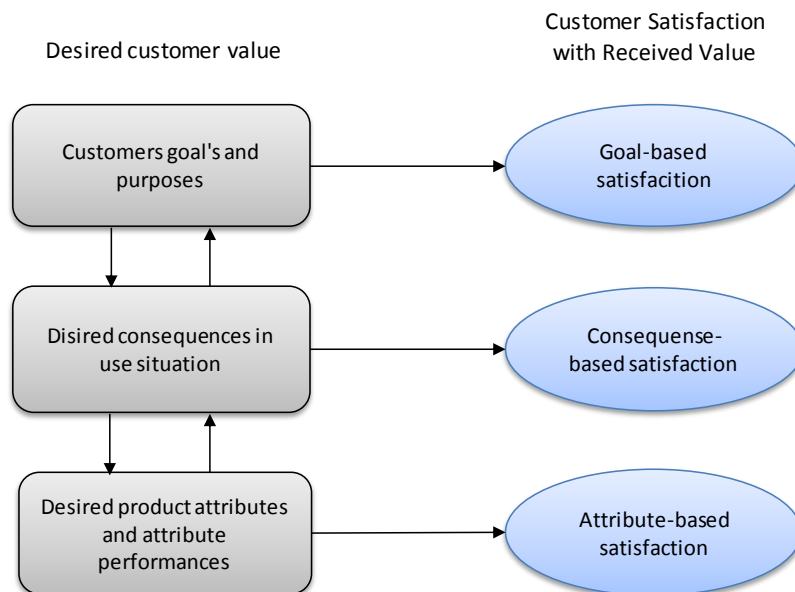 Desired customer value
Customer Satisfaction
with Received Value
Customers goal's and
purposes
Goal-based
satisfacition
Disired consequences in
use situation
Consequense-
based satisfaction
Desired product attributes
and attribute
performances
Attribute-based
satisfaction